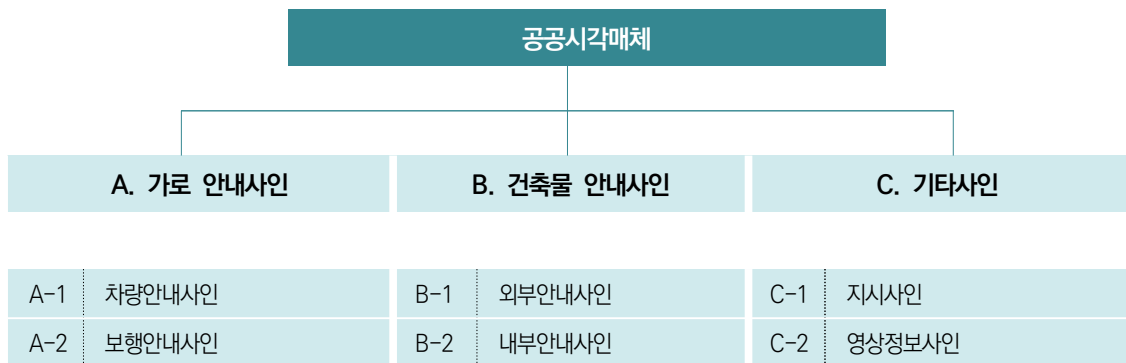 공공시각매체
A. 가로 안내사인 B. 건축물 안내사인 C. 기타사인
A-1 차량안내사인 B-1 외부안내사인 C-1 지시사인
A-2 보행안내사인 B-2 내부안내사인 C-2 영상정보사인